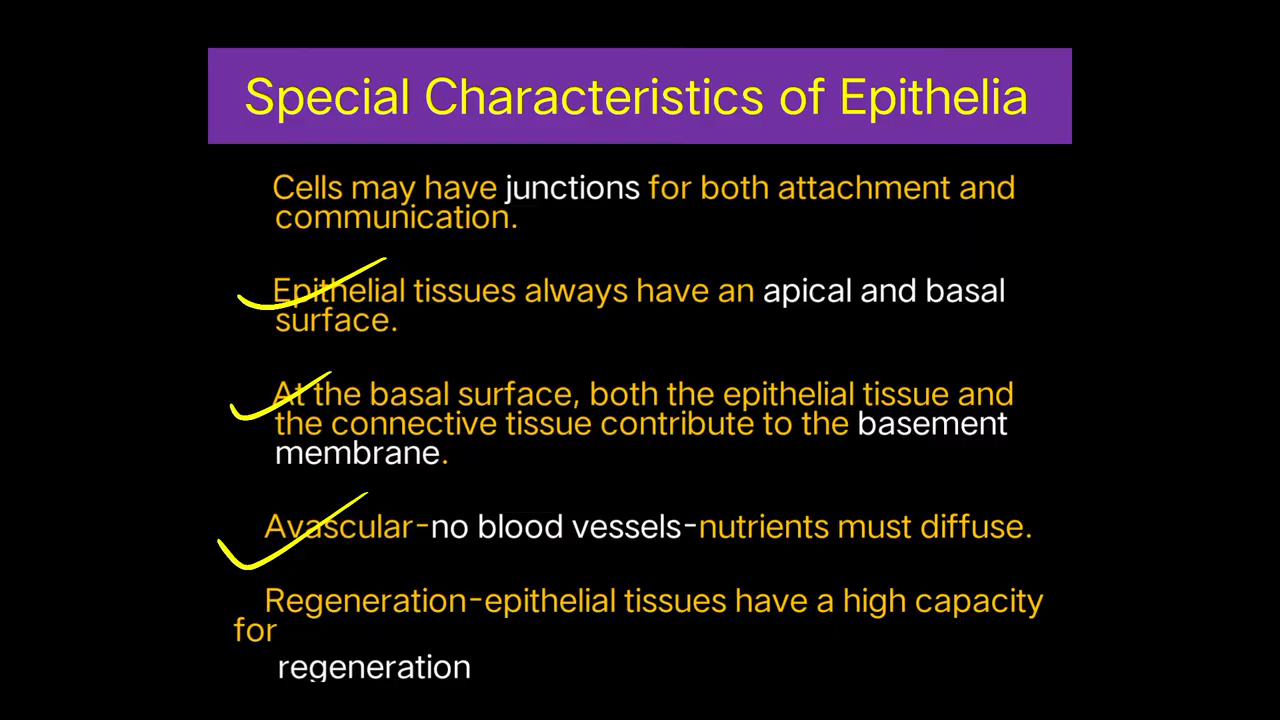 Special Characteristics of Epithelia
Cells may have junctions for both attachment and
communication.
Epithelial tissues always have an apical and basal
surface.
At the basal surface, both the epithelial tissue and
the connective tissue contribute to the basement
membrane.
Avascular-no blood vessels-nutrients must diffuse.
Regeneration-epithelial tissues have a high capacity
for
regeneration